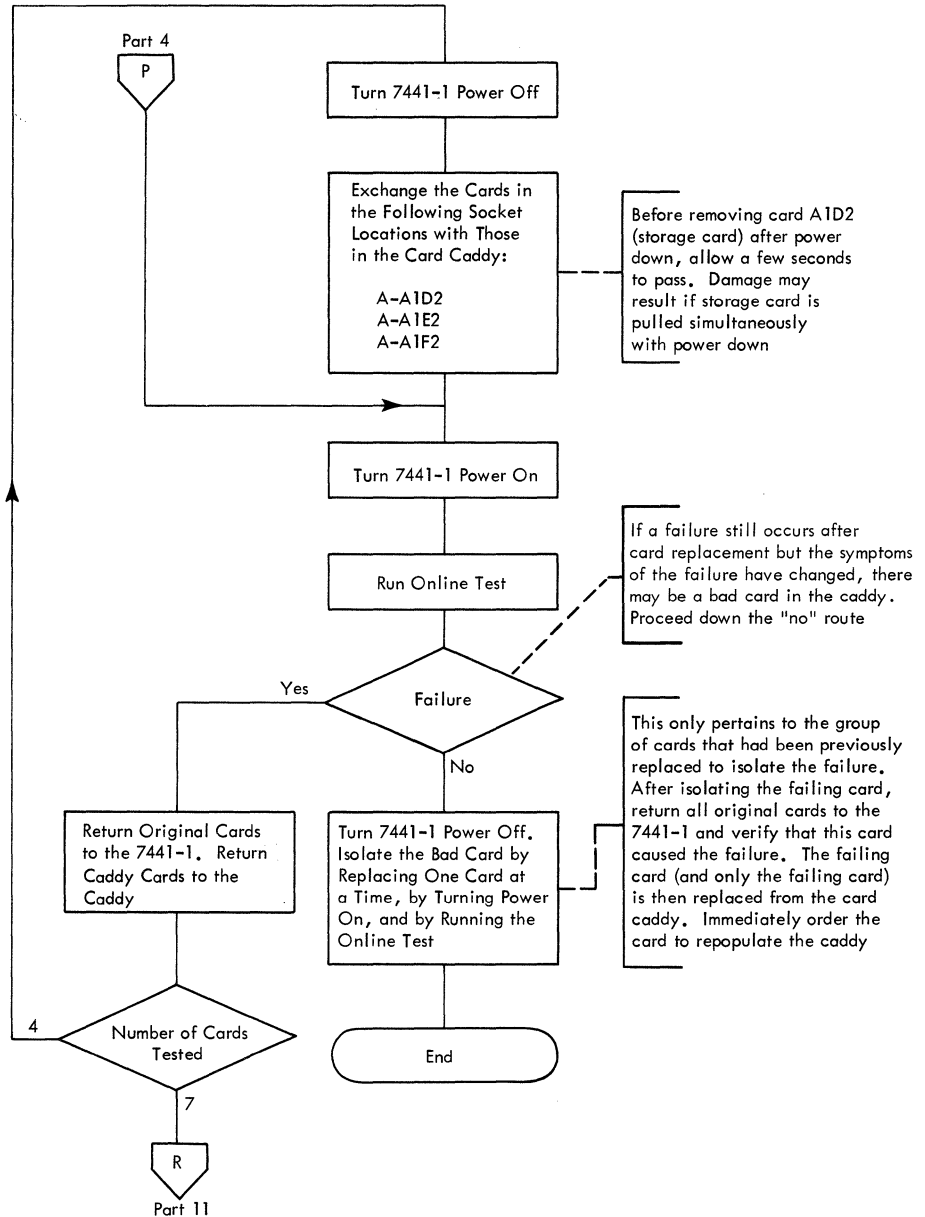 Part 4
P
Turn 7441-1 Power Off
Exchange the Cards in
the Following Socket
Locations with Those
in the Card Caddy:
A-A1D2
A-A1E2
A-A1F2
Before removing card A1D2
(storage card) after power
down, allow a few seconds
to pass. Damage may
result if storage card is
pulled simultaneously
with power down
Turn 7441-1 Power On
Run Online Test
If a failure still occurs after
card replacement but the symptoms
of the failure have changed, there
may be a bad card in the caddy.
Proceed down the "no" route
Failure
Yes
No
Return Original Cards
to the 7441-1. Return
Caddy Cards to the
Caddy
Turn 7441-1 Power Off.
Isolate the Bad Card by
Replacing One Card at
a Time, by Turning Power
On, and by Running the
Online Test
This only pertains to the group
of cards that had been previously
replaced to isolate the failure.
After isolating the failing card,
return all original cards to the
7441-1 and verify that this card
caused the failure. The failing
card (and only the failing card)
is then replaced from the card
caddy. Immediately order the
card to repopulate the caddy
Number of Cards
Tested
4
7
End
R
Part 11